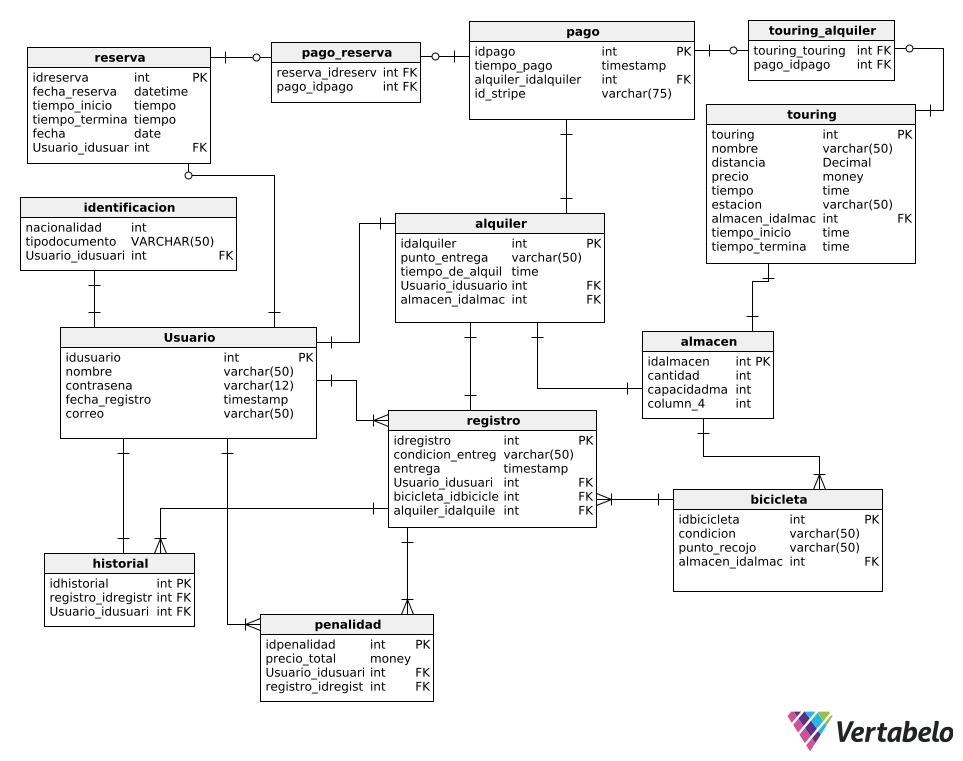 reserva
idreserva int PK
fecha_reserva datetime
tiempo_inicio tiempo
tiempo_termina tiempo
fecha date
Usuario_idusuar int FK
pago_reserva
reserva_idreserv int FK
pago_idpago int FK
pago
idpago int PK
tiempo_pago timestamp
alquiler_idalquiler int FK
id_stripe varchar(75)
touring_alquiler
touring_touring int FK
pago_idpago int FK
touring
touring int PK
nombre varchar(50)
distancia Decimal
precio money
tiempo time
estacion varchar(50)
almacen_idalmac int FK
tiempo_inicio time
tiempo_termina time
identificacion
nacionalidad int
tipodocumento VARCHAR(50)
Usuario_idusuari int FK
alquiler
idalquiler int PK
punto_entrega varchar(50)
tiempo_de_alquil time
Usuario_idusuario int FK
almacen_idalmac int FK
Usuario
idusuario int PK
nombre varchar(50)
contrasena varchar(12)
fecha_registro timestamp
correo varchar(50)
almacen
idalmacen int PK
cantidad int
capacidadma int
column_4 int
registro
idregistro int PK
condicion_entreg varchar(50)
entrega timestamp
Usuario_idusuari int FK
bicicleta_idbicicle int FK
alquiler_idalquile int FK
bicicleta
idbicicleta int PK
condicion varchar(50)
punto_recojo varchar(50)
almacen_idalmac int FK
historial
idhistorial int PK
registro_idregistr int FK
Usuario_idusuari int FK
penalidad
idpenalidad int PK
precio_total money
Usuario_idusuari int FK
registro_idregist int FK
Vertabelo